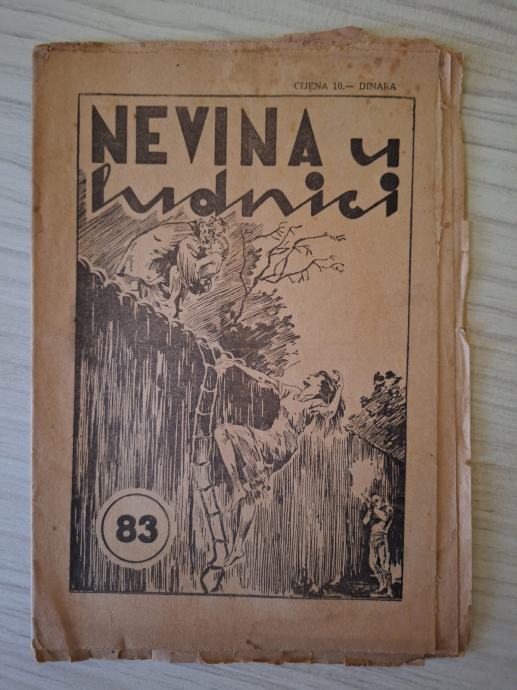 CIJENA 10.— DINARA
NEVINA u
ludnici
83